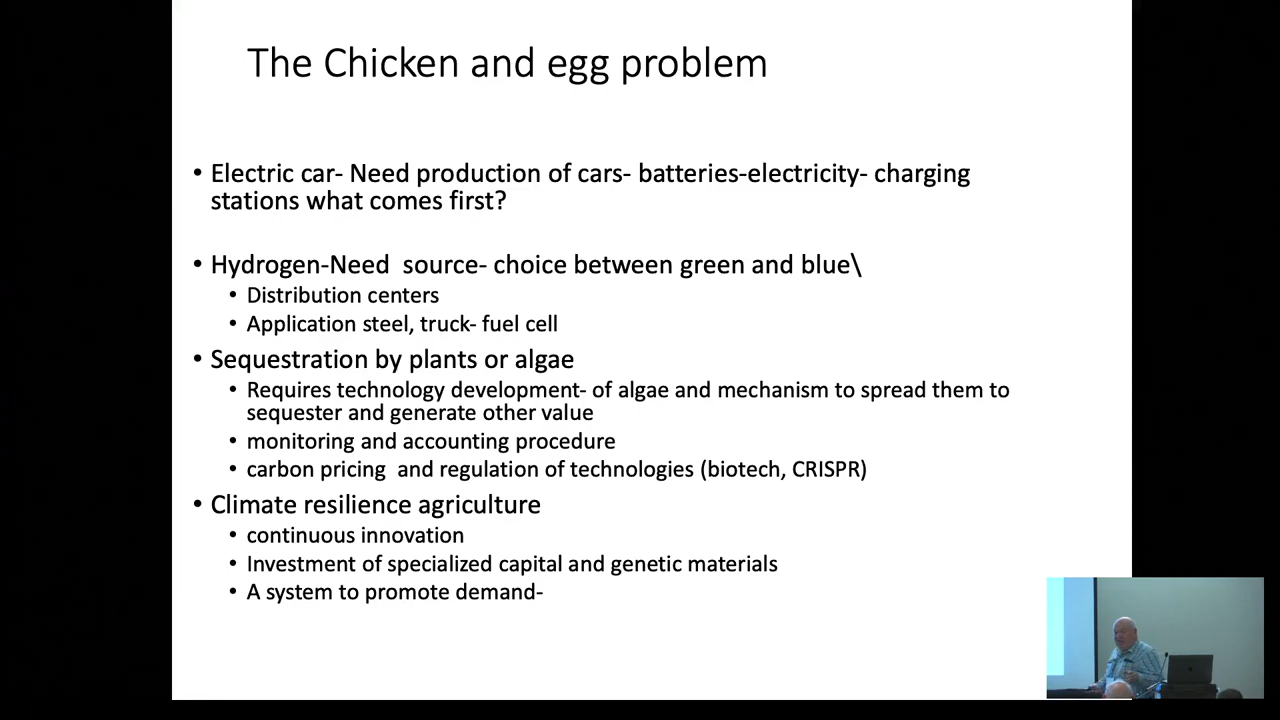 The Chicken and egg problem
• Electric car- Need production of cars- batteries-electricity- charging
stations what comes first?
• Hydrogen-Need  source- choice between green and blue\
• Distribution centers
• Application steel, truck- fuel cell
• Sequestration by plants or algae
• Requires technology development- of algae and mechanism to spread them to
sequester and generate other value
• monitoring and accounting procedure
• carbon pricing  and regulation of technologies (biotech, CRISPR)
• Climate resilience agriculture
• continuous innovation
• Investment of specialized capital and genetic materials
• A system to promote demand-